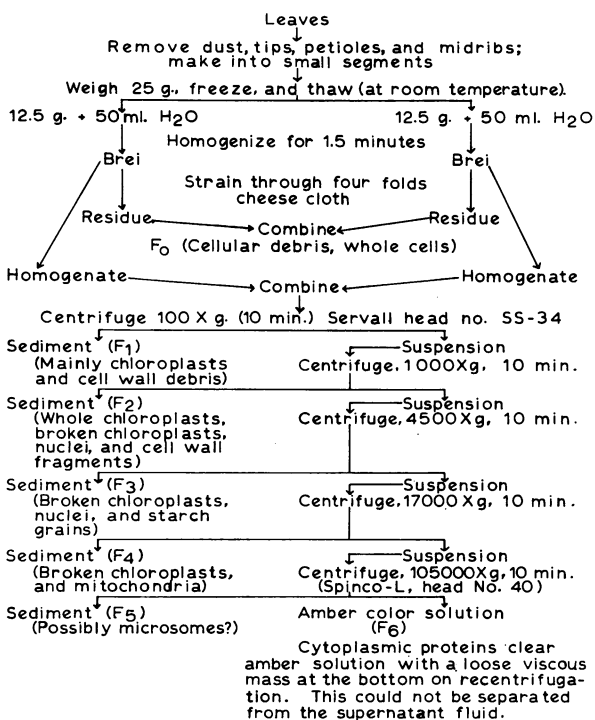 Leaves
Remove dust, tips, petioles, and midribs;
make into small segments
Weigh 25 g., freeze, and thaw (at room temperature).
12.5 g. + 50 ml. H2O
12.5 g. + 50 ml. H2O
Homogenize for 1.5 minutes
Brei
Brei
Strain through four folds
cheese cloth
Residue
Residue
Combine
F0 (Cellular debris, whole cells)
Homogenate
Homogenate
Combine
Centrifuge 100 X g. (10 min.) Servall head no. SS-34
Sediment (F1)
(Mainly chloroplasts
and cell wall debris)
Suspension
Centrifuge, 1000Xg, 10 min.
Sediment (F2)
(Whole chloroplasts,
broken chloroplasts,
nuclei, and cell wall
fragments)
Suspension
Centrifuge, 4500Xg, 10 min.
Sediment (F3)
(Broken chloroplasts,
nuclei, and starch
grains)
Suspension
Centrifuge, 17000Xg, 10 min.
Sediment (F4)
(Broken chloroplasts,
and mitochondria)
Suspension
Centrifuge, 105000Xg, 10 min.
(Spinco-L, head No. 40)
Sediment (F5)
(Possibly microsomes?)
Amber color solution
(F6)
Cytoplasmic proteins clear
amber solution with a loose viscous
mass at the bottom on recentrifuga-
tion. This could not be separated
from the supernatant fluid.